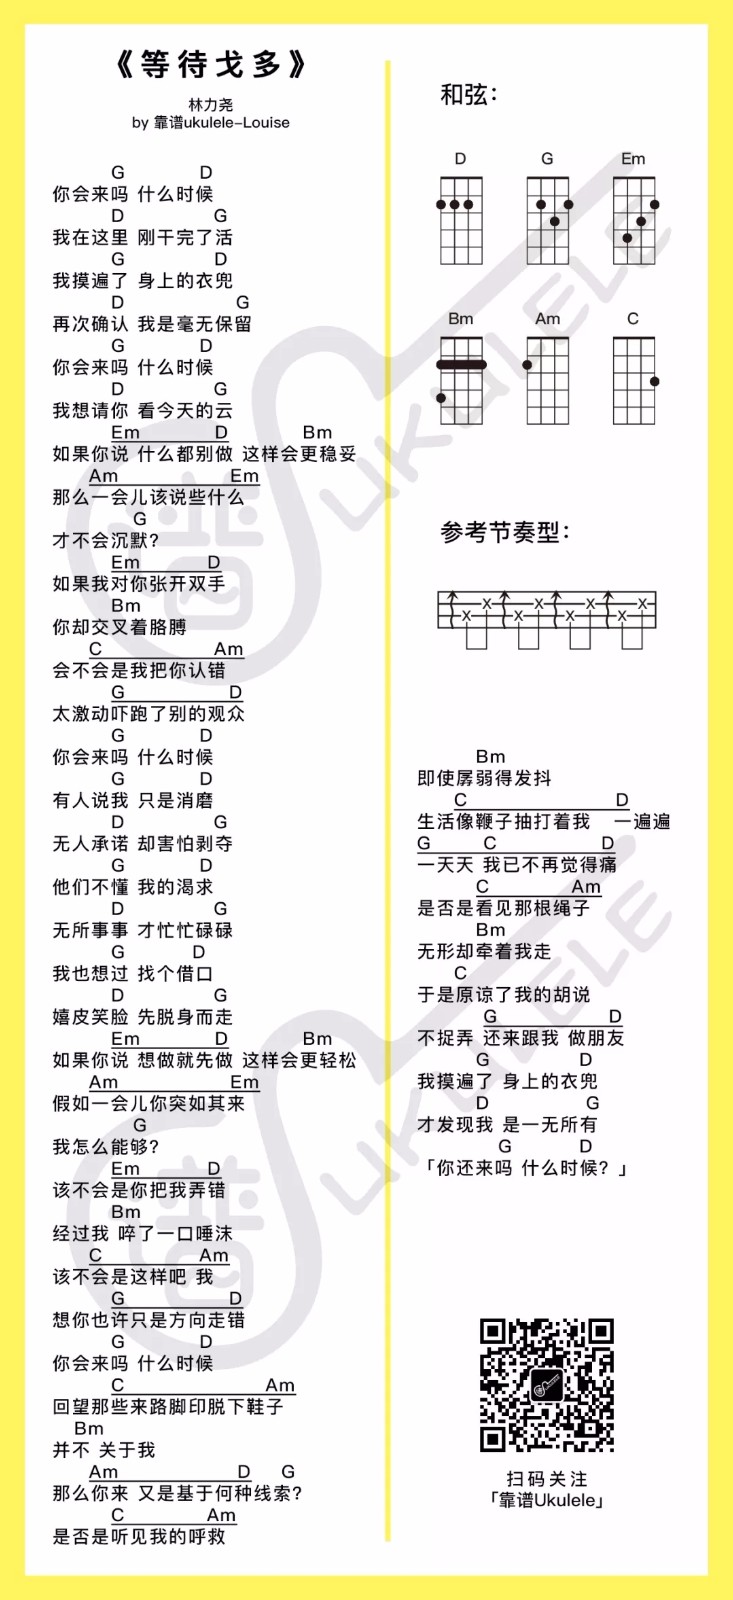 《等待戈多》
林力尧
by 靠谱ukulele-Louise
G D
你会来吗 什么时候
D G
我在这里 刚干完了活
G D
我摸遍了 身上的衣兜
D G
再次确认 我是毫无保留
G D
你会来吗 什么时候
D G
我想请你 看今天的云
Em D Bm
如果你说 什么都别做 这样会更稳妥
Am Em
那么一会儿该说些什么
G
才不会沉默?
Em D
如果我对你张开双手
Bm
你却交叉着胳膊
C Am
会不会是我把你认错
G D
太激动吓跑了别的观众
G D
你会来吗 什么时候
G D
有人说我 只是消磨
D G
无人承诺 却害怕剥夺
G D
他们不懂 我的渴求
D G
无所事事 才忙忙碌碌
G D
我也想过 找个借口
D G
嬉皮笑脸 先脱身而走
Em D Bm
如果你说 想做就先做 这样会更轻松
Am Em
假如一会儿你突如其来
G
我怎么能够?
Em D
该不会是你把我弄错
Bm
经过我 啐了一口唾沫
C Am
该不会是这样吧 我
G D
想你也许只是方向走错
G D
你会来吗 什么时候
C Am
回望那些来路脚印脱下鞋子
Bm
并不 关于我
Am D G
那么你来 又是基于何种线索?
C Am
是否是听见我的呼救
和弦:
D G Em
Bm Am C
参考节奏型:
X X X X X X X X
Bm
即使孱弱得发抖
C D
生活像鞭子抽打着我 一遍遍
G C D
一天天 我已不再觉得痛
C Am
是否是看见那根绳子
Bm
无形却牵着我走
C
于是原谅了我的胡说
G D
不捉弄 还来跟我 做朋友
G D
我摸遍了 身上的衣兜
D G
才发现我 是一无所有
G D
「你还来吗 什么时候? 」
扫码关注
「靠谱Ukulele」
谱 UKULELE
谱 UKULELE